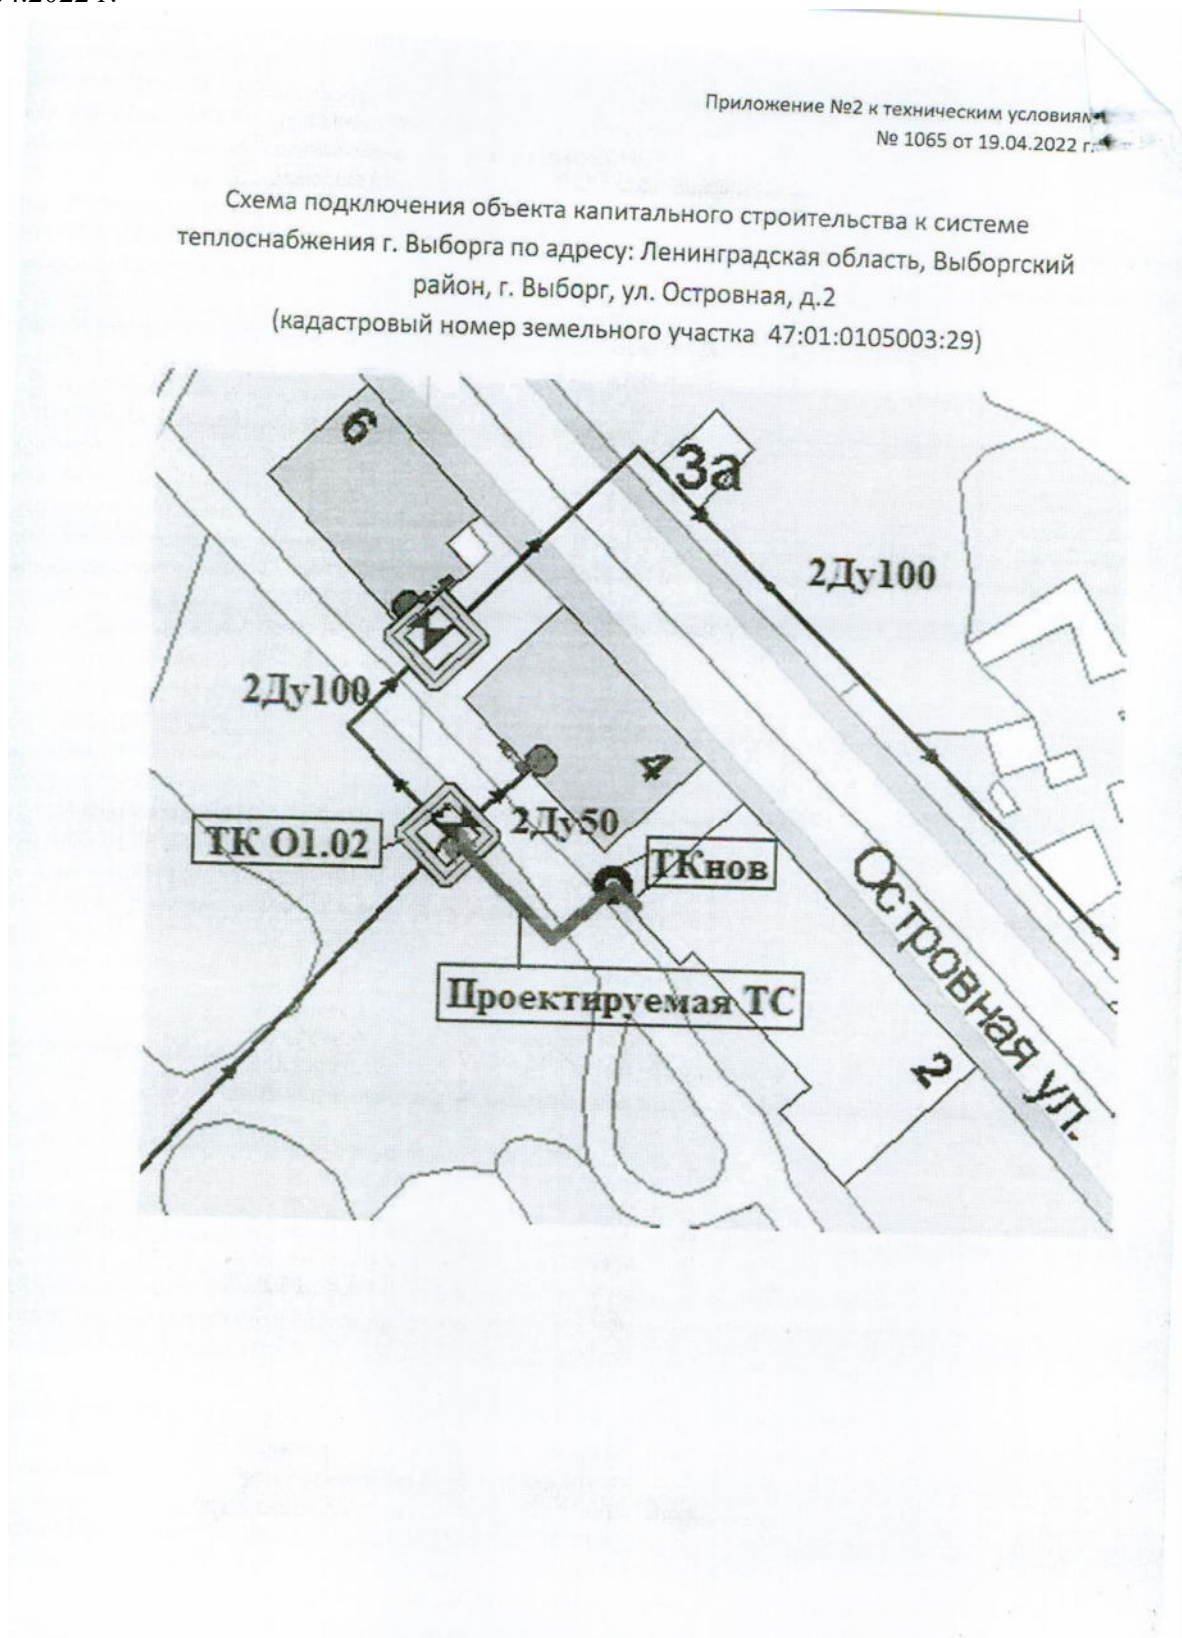 04.2022 г.
Приложение №2 к техническим условиям
№ 1065 от 19.04.2022 г.
Схема подключения объекта капитального строительства к системе
теплоснабжения г. Выборга по адресу: Ленинградская область, Выборгский
район, г. Выборг, ул. Островная, д.2
(кадастровый номер земельного участка 47:01:0105003:29)
6
3а
2Ду100
2Ду100
4
2Ду50
ТК О1.02
ТКнов
Островная ул.
Проектируемая ТС
2